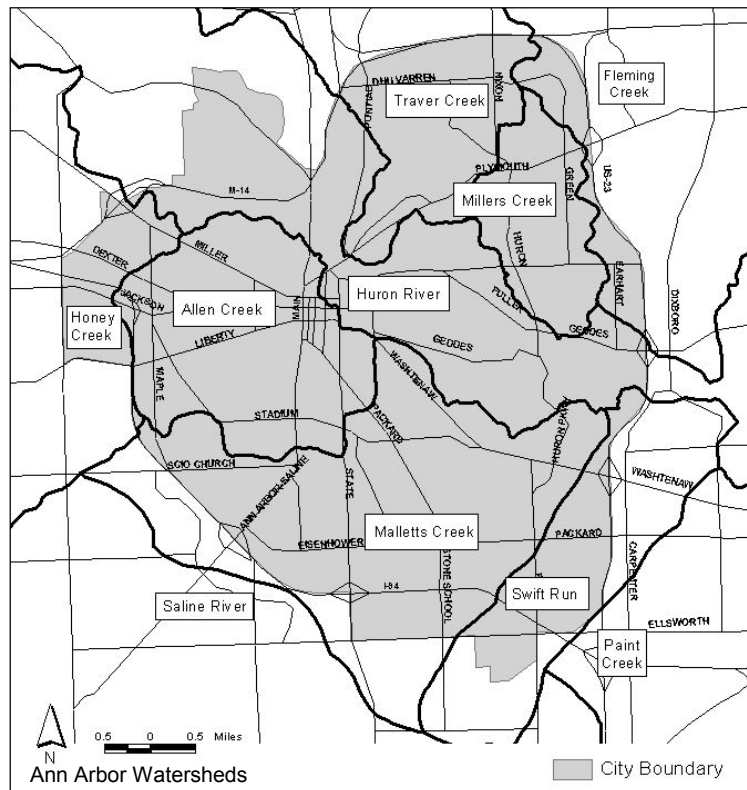 DHU VARREN
NIXON
Fleming
Creek
PONTIAC
Traver Creek
PLYMOUTH
US-23
GREEN
M-14
Millers Creek
HURON
MILLER
DEXTER
EARHART
DIXBORO
JACKSON
Huron River
FULLER
Allen Creek
MAIN
Honey
Creek
GEDDES
LIBERTY
GEDDES
WASHTENAW
MAPLE
PACKARD
STADIUM
HURON PKWY
SCIO CHURCH
STATE
ANN ARBOR-SALINE
WASHTENAW
Malletts Creek
EISENHOWER
PACKARD
STONE SCHOOL
CARPENTER
I-94
Swift Run
Saline River
ELLSWORTH
Paint
Creek
0.5 0 0.5 Miles
N
Ann Arbor Watersheds
City Boundary